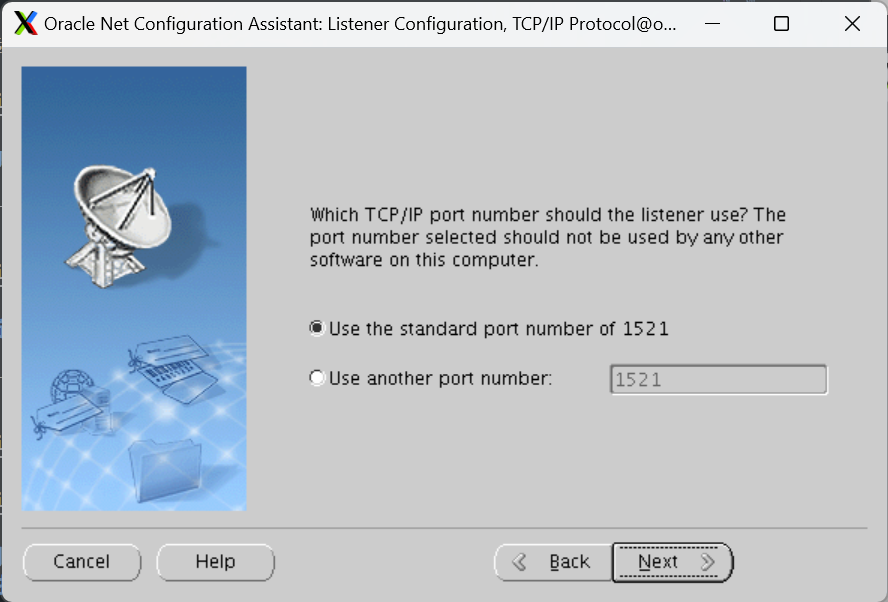 Oracle Net Configuration Assistant: Listener Configuration, TCP/IP Protocol@o...
Which TCP/IP port number should the listener use? The
port number selected should not be used by any other
software on this computer.
Use the standard port number of 1521
Use another port number: 1521
Cancel Help Back Next